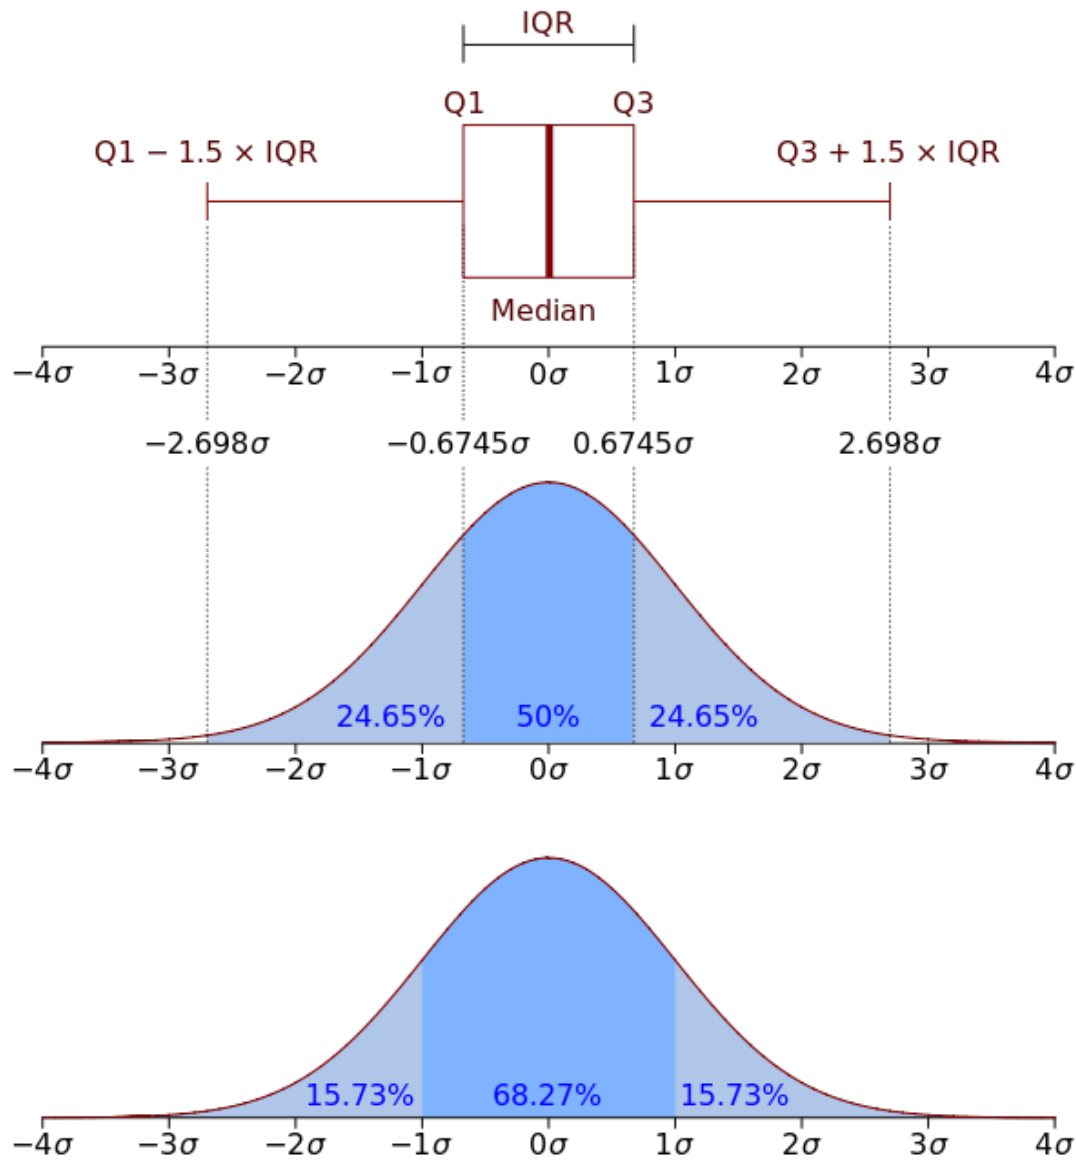 IQR
Q1 Q3
Q1 − 1.5 × IQR Q3 + 1.5 × IQR
Median
−4σ −3σ −2σ −1σ 0σ 1σ 2σ 3σ 4σ
−2.698σ −0.6745σ 0.6745σ 2.698σ
24.65% 50% 24.65%
−4σ −3σ −2σ −1σ 0σ 1σ 2σ 3σ 4σ
15.73% 68.27% 15.73%
−4σ −3σ −2σ −1σ 0σ 1σ 2σ 3σ 4σ